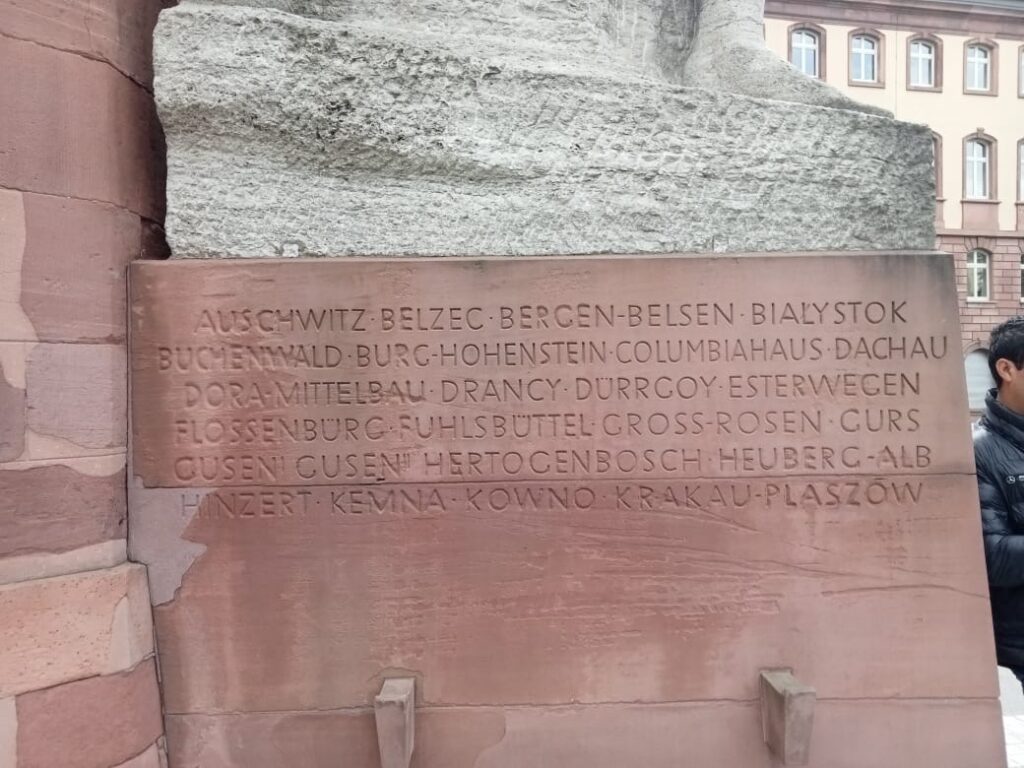 AUSCHWITZ · BELZEC · BERGEN-BELSEN · BIAŁYSTOK
BUCHENWALD · BURG-HOHENSTEIN · COLUMBIAHAUS · DACHAU
DORA-MITTELBAU · DRANCY · DÜRRGOY · ESTERWEGEN
FLOSSENBÜRG · FUHLSBÜTTEL · GROSS-ROSEN · GURS
GUSEN I GUSEN II HERTOGENBOSCH · HEUBERG-ALB
HINZERT · KEMNA · KOWNO · KRAKAU-PLASZÓW